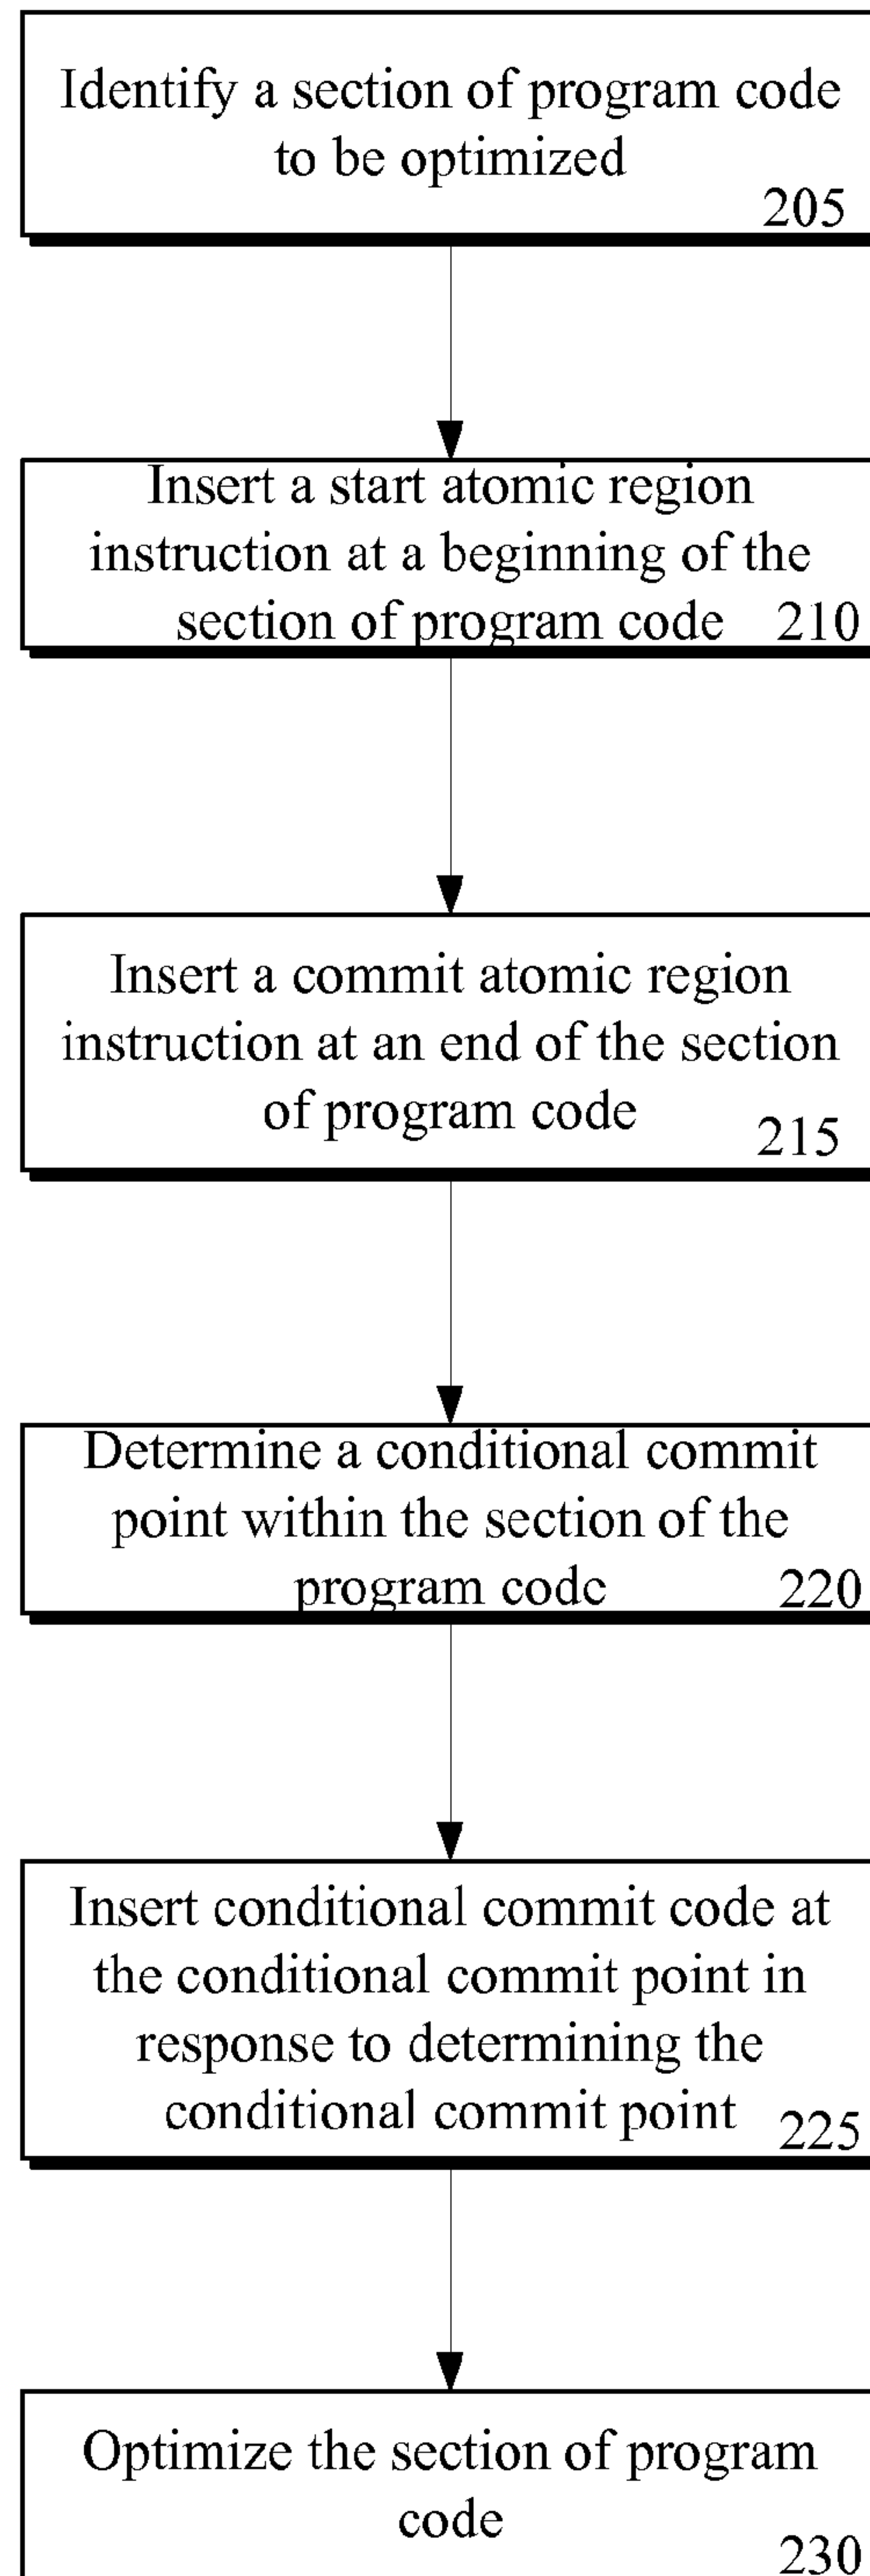 Identify a section of program code
to be optimized
205
Insert a start atomic region
instruction at a beginning of the
section of program code 210
Insert a commit atomic region
instruction at an end of the section
of program code
215
Determine a conditional commit
point within the section of the
program code 220
Insert conditional commit code at
the conditional commit point in
response to determining the
conditional commit point 225
Optimize the section of program
code
230